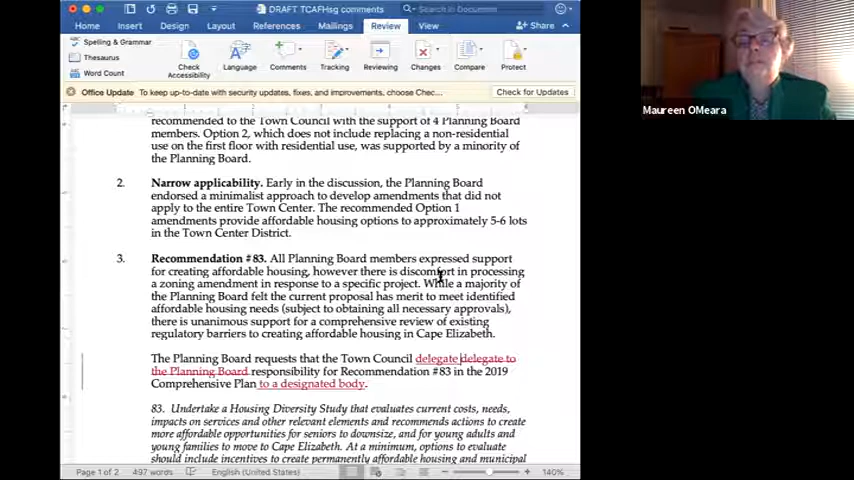 DRAFT TCAFHsg comments
Search in Document
Home Insert Design Layout References Mailings Review View Share
Spelling & Grammar
Thesaurus
Word Count
Check Accessibility
Language
Comments
Tracking
Reviewing
Changes
Compare
Protect
Office Update To keep up-to-date with security updates, fixes, and improvements, choose Chec... Check for Updates
Maureen OMeara
recommended to the Town Council with the support of 4 Planning Board
members. Option 2, which does not include replacing a non-residential
use on the first floor with residential use, was supported by a minority of
the Planning Board.
2. Narrow applicability. Early in the discussion, the Planning Board
endorsed a minimalist approach to develop amendments that did not
apply to the entire Town Center. The recommended Option 1
amendments provide affordable housing options to approximately 5-6 lots
in the Town Center District.
3. Recommendation #83. All Planning Board members expressed support
for creating affordable housing, however there is discomfort in processing
a zoning amendment in response to a specific project. While a majority of
the Planning Board felt the current proposal has merit to meet identified
affordable housing needs (subject to obtaining all necessary approvals),
there is unanimous support for a comprehensive review of existing
regulatory barriers to creating affordable housing in Cape Elizabeth.
The Planning Board requests that the Town Council delegate delegate to
the Planning Board responsibility for Recommendation #83 in the 2019
Comprehensive Plan to a designated body.
83. Undertake a Housing Diversity Study that evaluates current costs, needs,
impacts on services and other relevant elements and recommends actions to create
more affordable opportunities for seniors to downsize, and for young adults and
young families to move to Cape Elizabeth. At a minimum, options to evaluate
should include incentives to create permanently affordable housing and municipal
Page 1 of 2 497 words English (United States) 140%